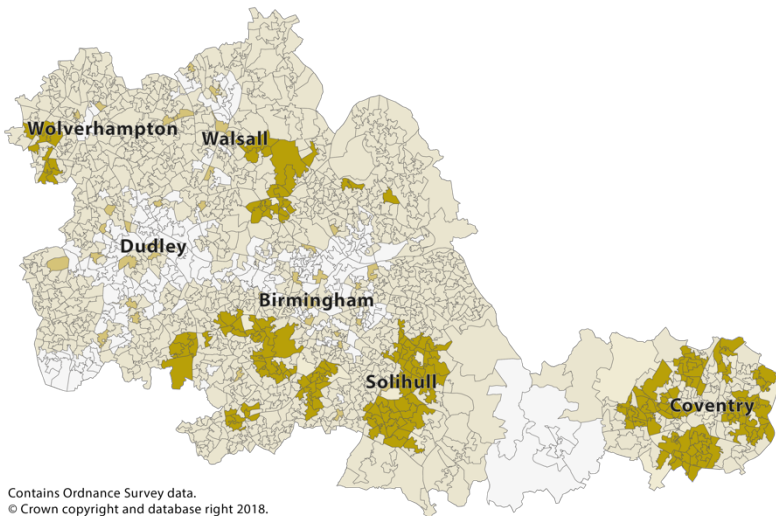 Wolverhampton
Walsall
Dudley
Birmingham
Solihull
Coventry
Contains Ordnance Survey data.
© Crown copyright and database right 2018.